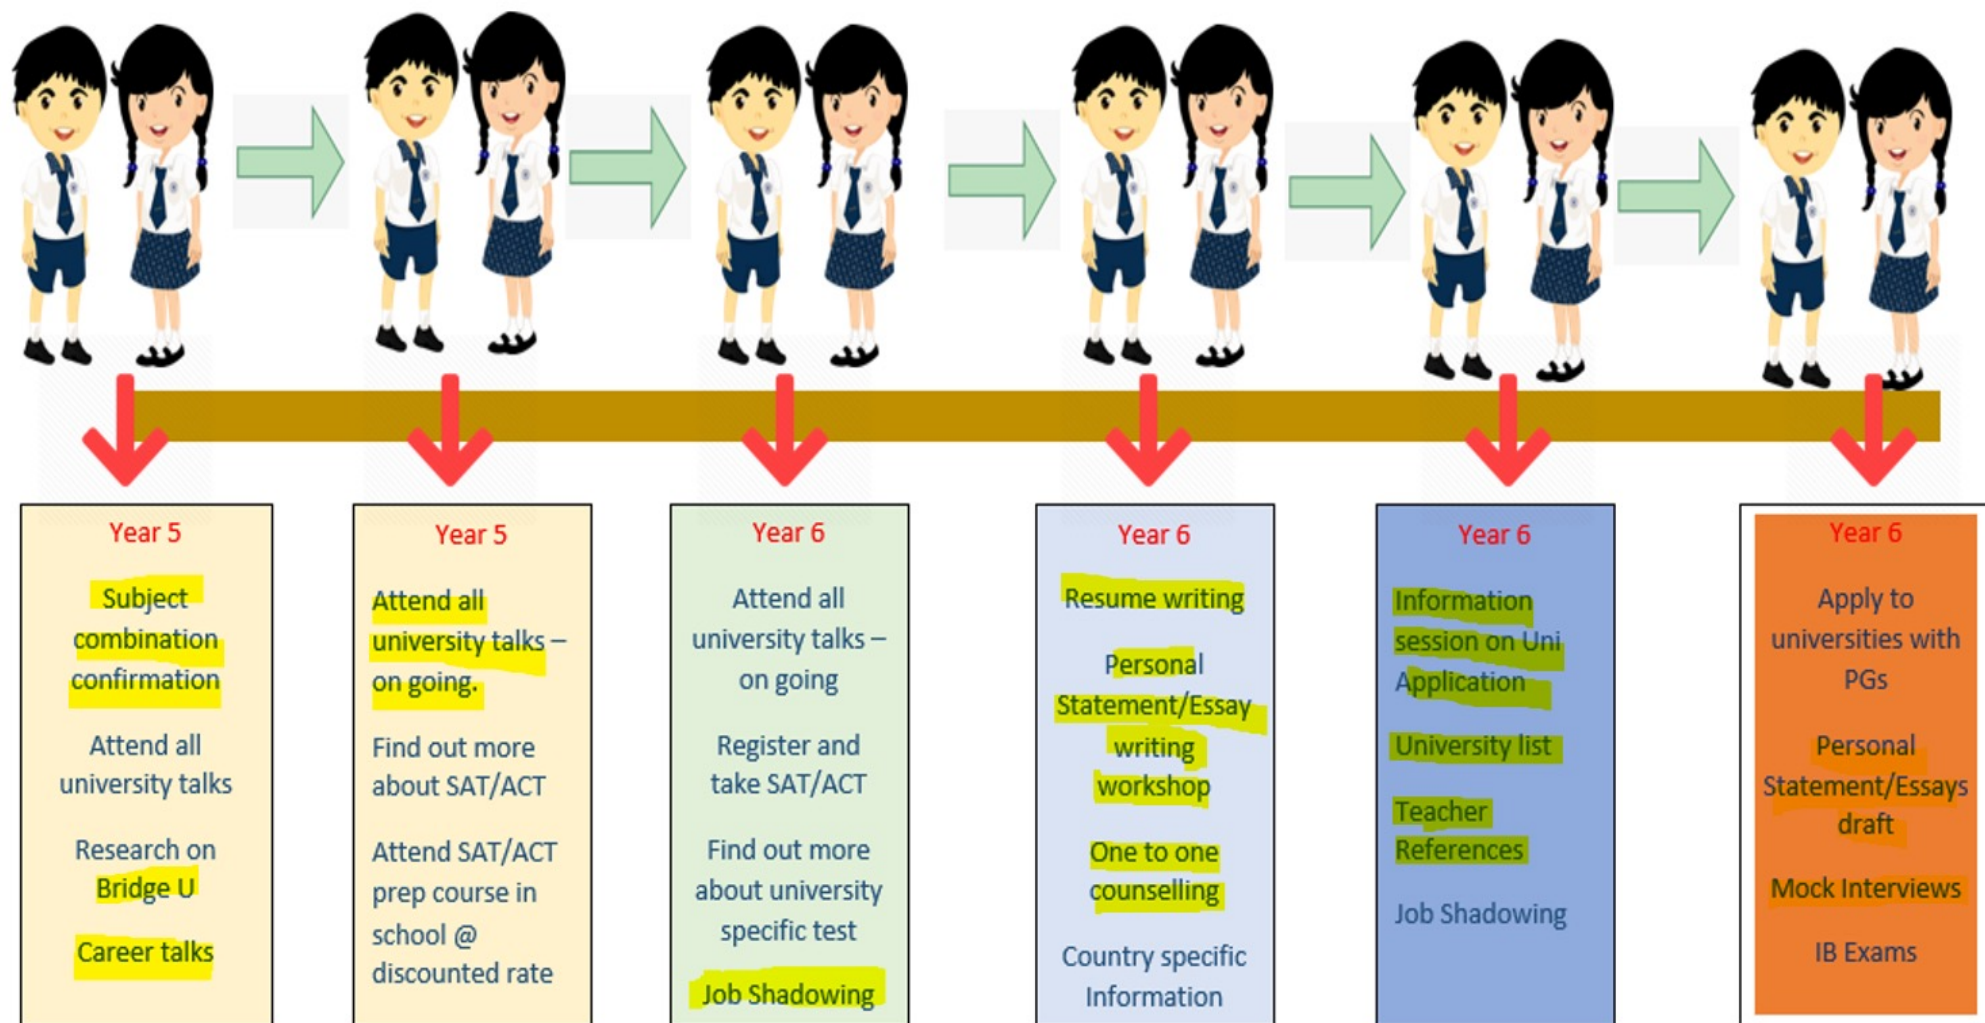 Year 5
Subject
combination
confirmation
Attend all
university talks
Research on
Bridge U
Career talks
Year 5
Attend all
university talks –
on going.
Find out more
about SAT/ACT
Attend SAT/ACT
prep course in
school @
discounted rate
Year 6
Attend all
university talks –
on going
Register and
take SAT/ACT
Find out more
about university
specific test
Job Shadowing
Year 6
Resume writing
Personal
Statement/Essay
writing
workshop
One to one
counselling
Country specific
Information
Year 6
Information
session on Uni
Application
University list
Teacher
References
Job Shadowing
Year 6
Apply to
universities with
PGs
Personal
Statement/Essays
draft
Mock Interviews
IB Exams